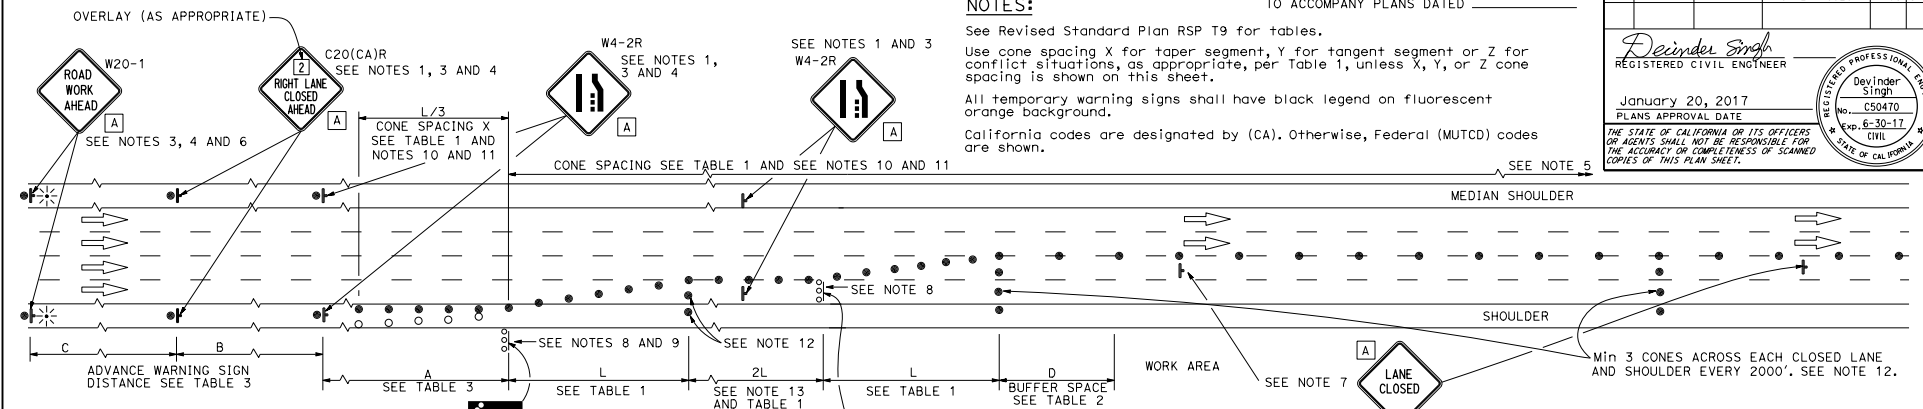 OVERLAY (AS APPROPRIATE)
ROAD
WORK
AHEAD
W20-1
A
SEE NOTES 3, 4 AND 6
2
RIGHT LANE
CLOSED
AHEAD
C20(CA)R
SEE NOTES 1, 3 AND 4
A
L/3
CONE SPACING X
SEE TABLE 1 AND
NOTES 10 AND 11
W4-2R
SEE NOTES 1,
3 AND 4
A
SEE NOTES 1 AND 3
W4-2R
A
CONE SPACING SEE TABLE 1 AND SEE NOTES 10 AND 11
SEE NOTE 5
NOTES:
TO ACCOMPANY PLANS DATED
See Revised Standard Plan RSP T9 for tables.
Use cone spacing X for taper segment, Y for tangent segment or Z for
conflict situations, as appropriate, per Table 1, unless X, Y, or Z cone
spacing is shown on this sheet.
All temporary warning signs shall have black legend on fluorescent
orange background.
California codes are designated by (CA). Otherwise, Federal (MUTCD) codes
are shown.
Devinder Singh
REGISTERED CIVIL ENGINEER
January 20, 2017
PLANS APPROVAL DATE
THE STATE OF CALIFORNIA OR ITS OFFICERS
OR AGENTS SHALL NOT BE RESPONSIBLE FOR
THE ACCURACY OR COMPLETENESS OF SCANNED
COPIES OF THIS PLAN SHEET.
REGISTERED PROFESSIONAL EN
Devinder
Singh
No. C50470
Exp. 6-30-17
CIVIL
STATE OF CALIFORNIA
MEDIAN SHOULDER
SHOULDER
SEE NOTE 8
SEE NOTES 8 AND 9
SEE NOTE 12
C
B
ADVANCE WARNING SIGN
DISTANCE SEE TABLE 3
A
SEE TABLE 3
L
SEE TABLE 1
2L
SEE NOTE 13
AND TABLE 1
L
SEE TABLE 1
D
BUFFER SPACE
SEE TABLE 2
WORK AREA
SEE NOTE 7
A
LANE
CLOSED
Min 3 CONES ACROSS EACH CLOSED LANE
AND SHOULDER EVERY 2000'. SEE NOTE 12.